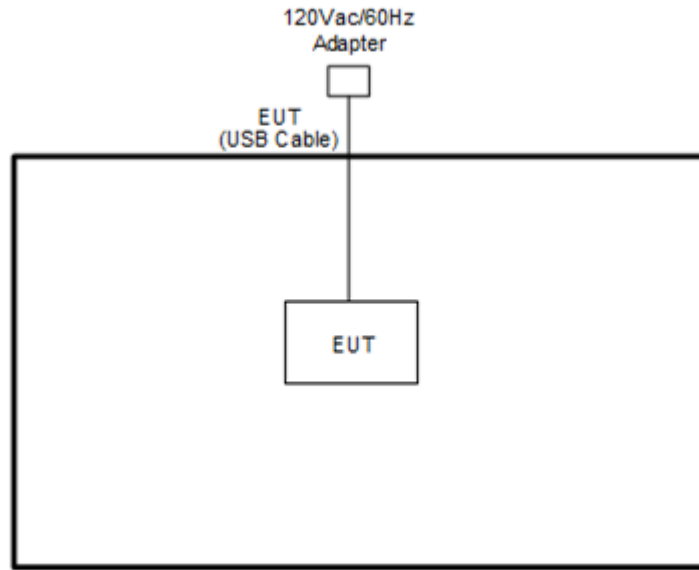 120Vac/60Hz
Adapter
EUT
(USB Cable)
EUT